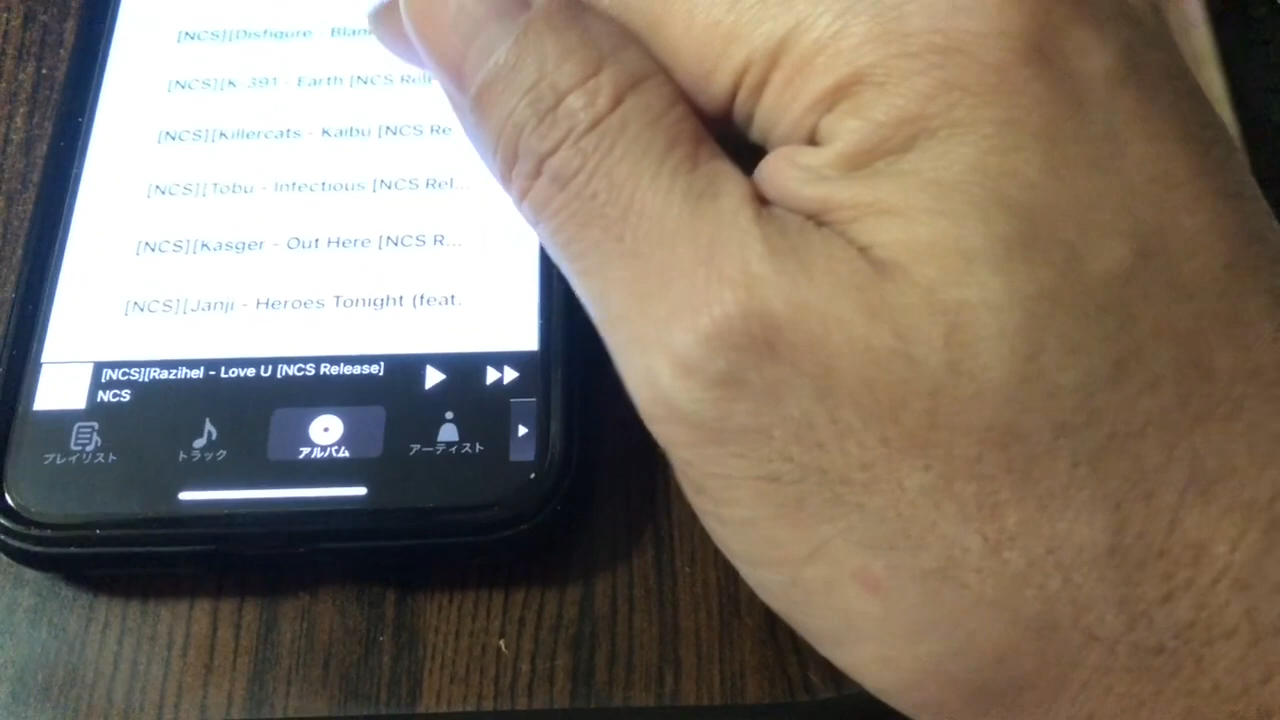 [NCS][Disfigure - Blan
[NCS][K-391 - Earth [NCS Rele
[NCS][Killercats - Kaibu [NCS Re
[NCS][Tobu - Infectious [NCS Rel...
[NCS][Kasger - Out Here [NCS R...
[NCS][Janji - Heroes Tonight (feat.
[NCS][Razihel - Love U [NCS Release]
NCS
プレイリスト
トラック
アルバム
アーティスト